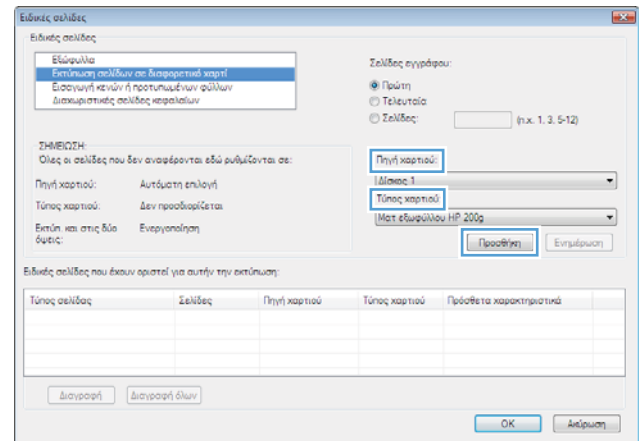 Ειδικές σελίδες
Ειδικές σελίδες
Εξώφυλλα
Εκτύπωση σελίδων σε διαφορετικό χαρτί
Εισαγωγή κενών ή προτυπωμένων φύλλων
Διαχωριστικές σελίδες κεφαλαίων
Σελίδες εγγράφου:
Πρώτη
Τελευταία
Σελίδες:
(π.χ. 1, 3, 5-12)
ΣΗΜΕΙΩΣΗ:
Όλες οι σελίδες που δεν αναφέρονται εδώ ρυθμίζονται σε:
Πηγή χαρτιού: Αυτόματη επιλογή
Τύπος χαρτιού: Δεν προσδιορίζεται
Εκτύπ. και στις δύο όψεις: Ενεργοποίηση
Πηγή χαρτιού:
Δίσκος 1
Τύπος χαρτιού
Ματ εξωφύλλου HP 200g
Προσθήκη Ενημέρωση
Ειδικές σελίδες που έχουν οριστεί για αυτήν την εκτύπωση:
Τύπος σελίδας Σελίδες Πηγή χαρτιού Τύπος χαρτιού Πρόσθετα χαρακτηριστικά
Διαγραφή Διαγραφή όλων
OK Ακύρωση